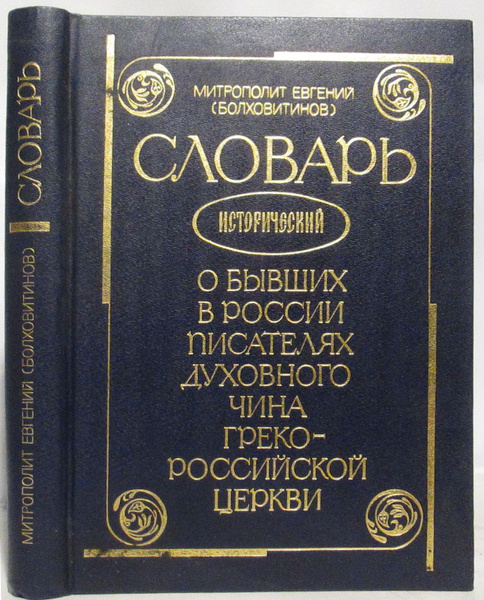 МИТРОПОЛИТ ЕВГЕНИЙ (БОЛХОВИТИНОВ) СЛОВАРЬ
МИТРОПОЛИТ ЕВГЕНИЙ
(БОЛХОВИТИНОВ)
СЛОВАРЬ
ИСТОРИЧЕСКИЙ
О БЫВШИХ
В РОССИИ
ПИСАТЕЛЯХ
ДУХОВНОГО
ЧИНА
ГРЕКО-
РОССИЙСКОЙ
ЦЕРКВИ